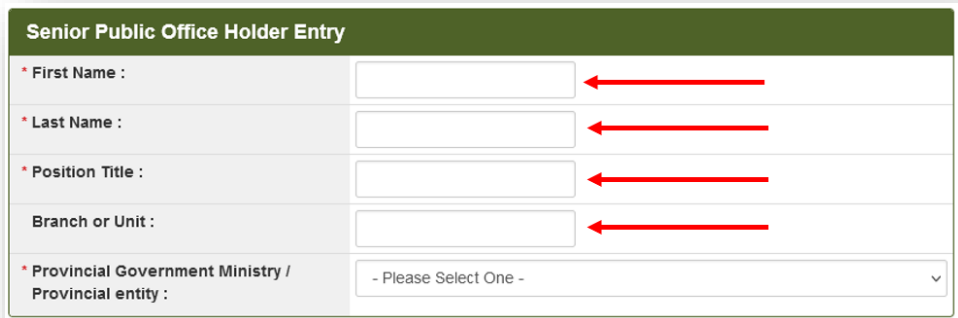 Senior Public Office Holder Entry
* First Name :
* Last Name :
* Position Title :
Branch or Unit :
* Provincial Government Ministry /
Provincial entity :
- Please Select One -